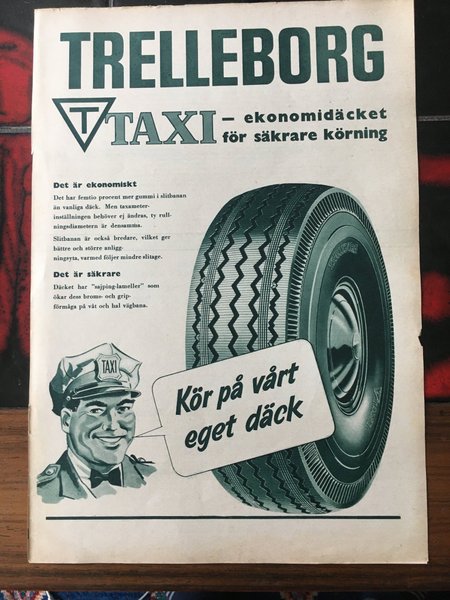 TRELLEBORG
T TAXI – ekonomidäcket
för säkrare körning
Det är ekonomiskt
Det har femtio procent mer gummi i slitbanan
än vanliga däck. Men taxameter-
inställningen behöver ej ändras, ty rull-
ningsdiametern är densamma.
Slitbanan är också bredare, vilket ger
bättre och större anligg-
ningsyta, varmed följer mindre slitage.
Det är säkrare
Däcket har "sajping-lameller" som
ökar dess broms- och grip-
förmåga på våt och hal vägbana.
TAXI
Kör på vårt
eget däck